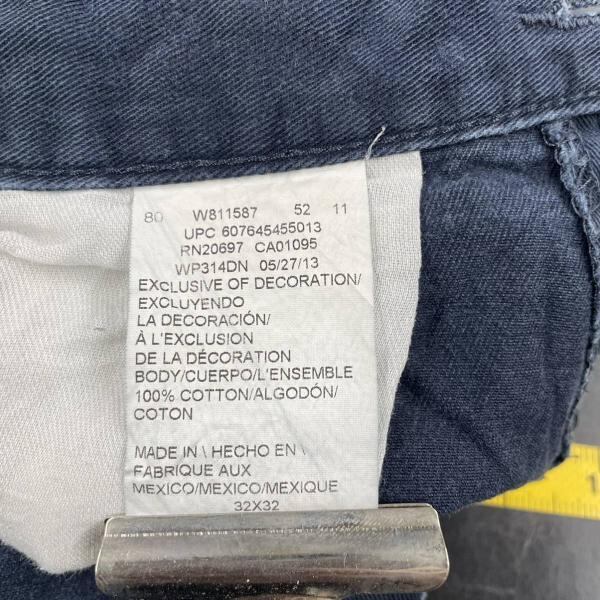 80 W811587 52 11
UPC 607645455013
RN20697 CA01095
WP314DN 05/27/13
EXCLUSIVE OF DECORATION/
EXCLUYENDO
LA DECORACIÓN/
À L'EXCLUSION
DE LA DÉCORATION
BODY/CUERPO/L'ENSEMBLE
100% COTTON/ALGODÓN/
COTON
MADE IN \ HECHO EN \
FABRIQUE AUX
MEXICO/MEXICO/MEXIQUE
32X32
1